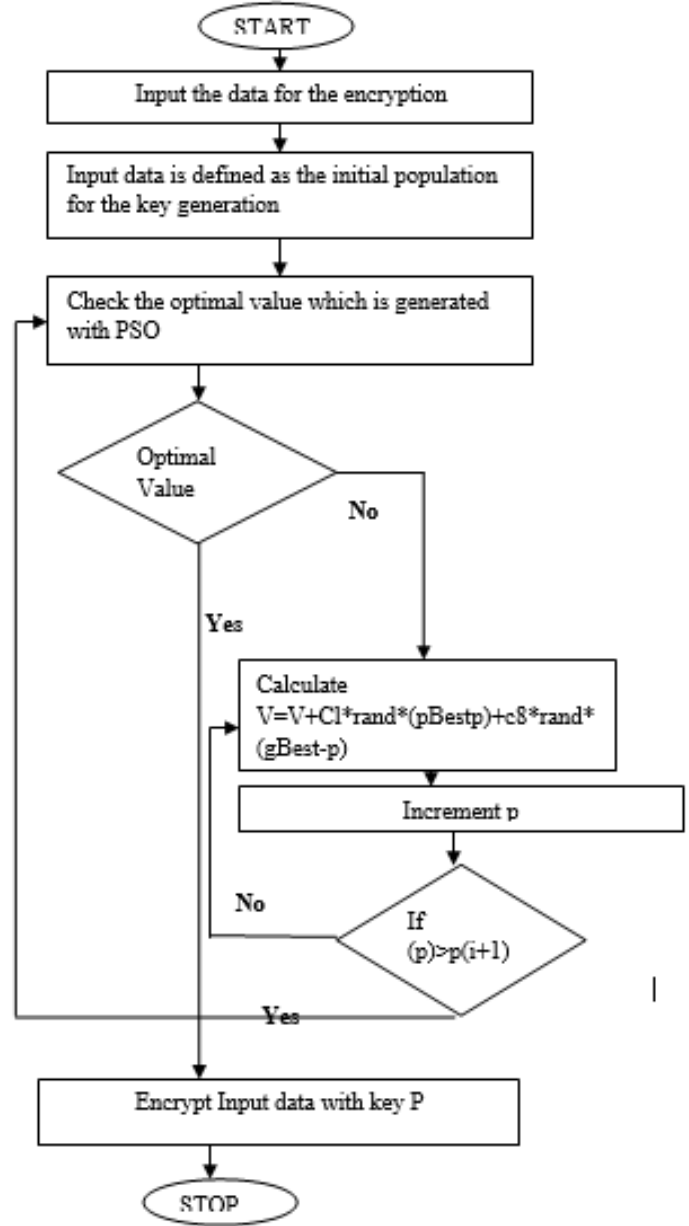 START
Input the data for the encryption
Input data is defined as the initial population
for the key generation
Check the optimal value which is generated
with PSO
Optimal
Value
No
Yes
Calculate
V=V+Cl*rand*(pBestp)+c8*rand*
(gBest-p)
Increment p
No
If
(p)>p(i+1)
Yes
Encrypt Input data with key P
STOP